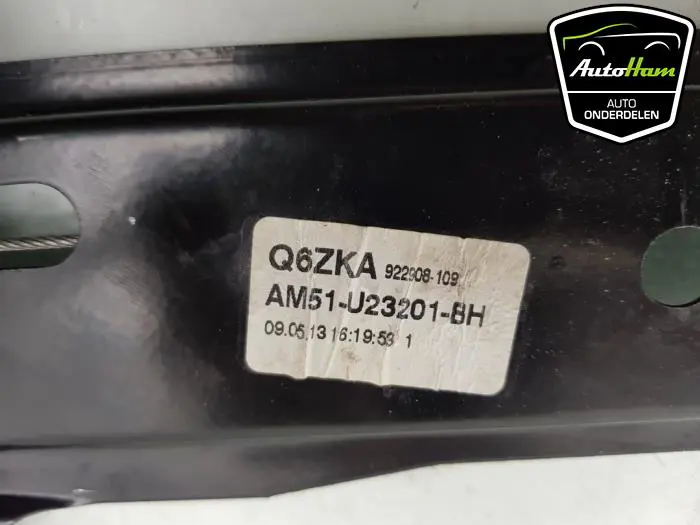 AutoHam
AUTO
ONDERDELEN
Q6ZKA 922908-109
AM51-U23201-BH
09.05.13 16:19:53 1